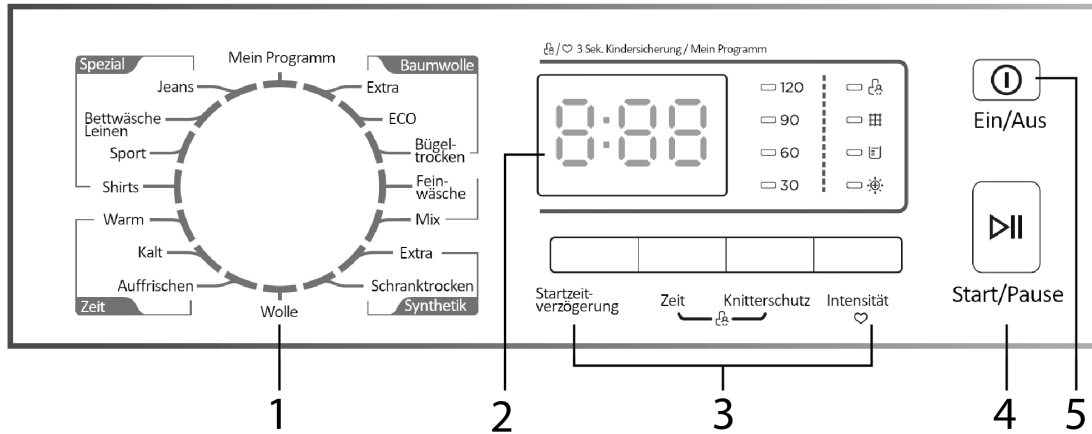 Spezial
Mein Programm
Baumwolle
Jeans
Extra
Bettwäsche
Leinen
ECO
Sport
Bügel-
trocken
Shirts
Fein-
wäsche
Warm
Mix
Kalt
Extra
Auffrischen
Schranktrocken
Zeit
Wolle
Synthetik
/ 3 Sek. Kindersicherung / Mein Programm
8:88
120
90
60
30
Startzeit-
verzögerung
Zeit
Knitterschutz
Intensität
Ein/Aus
Start/Pause
1
2
3
4
5